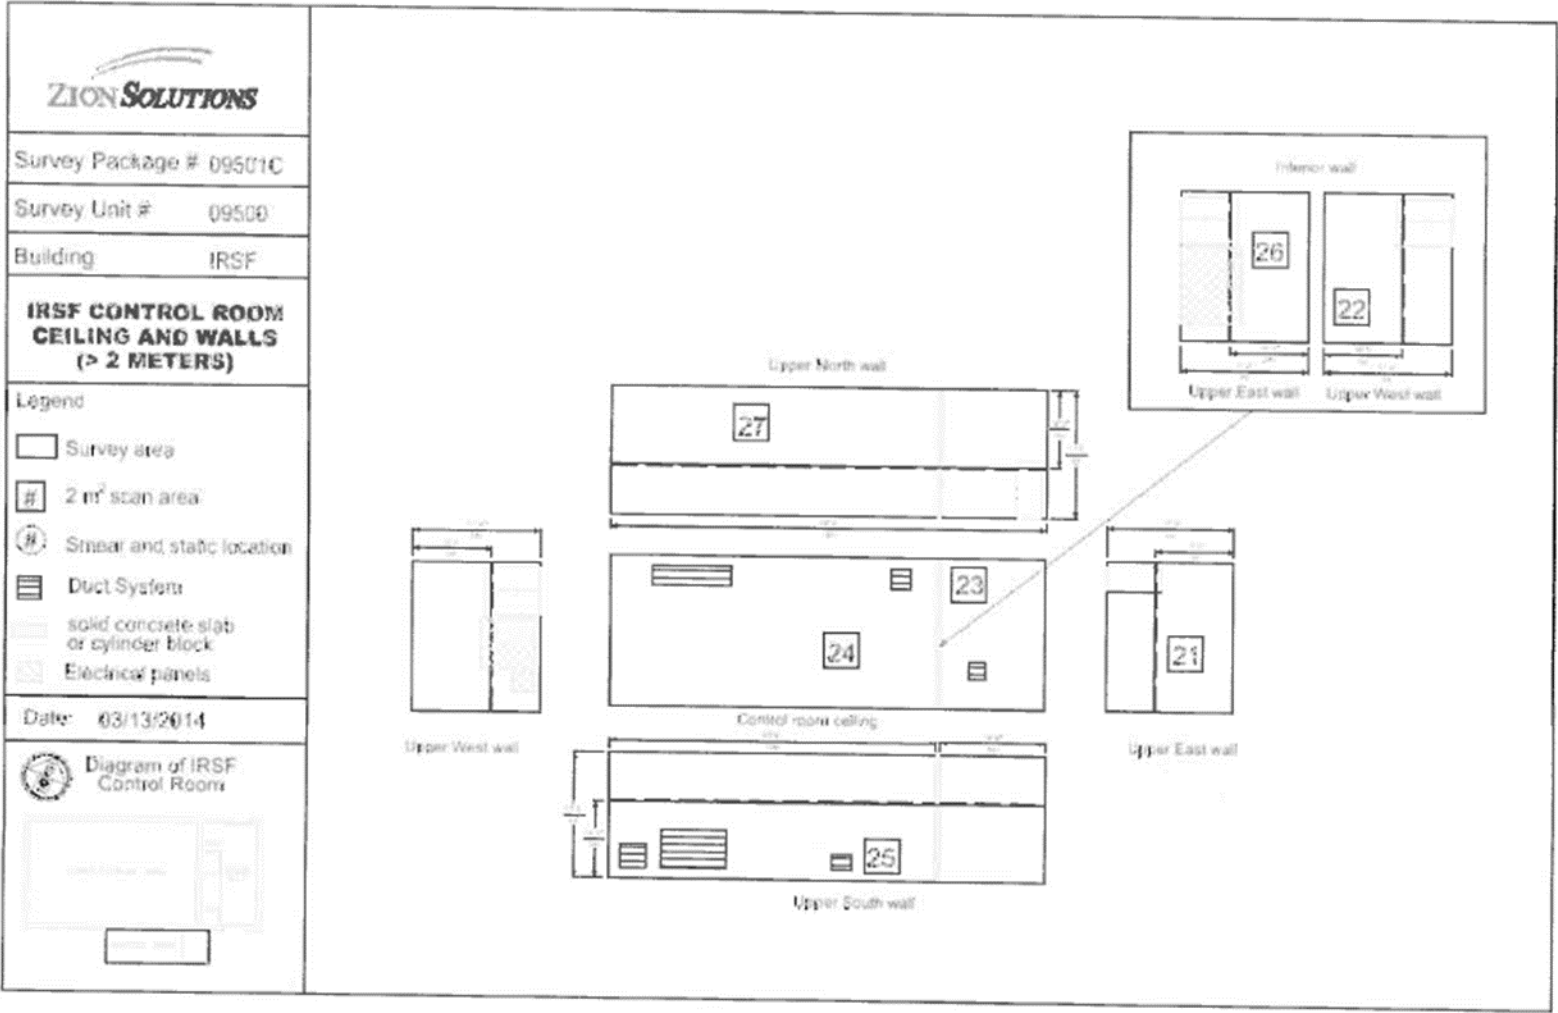 ZION SOLUTIONS
Survey Package # 09501C
Survey Unit # 09500
Building IRSF
IRSF CONTROL ROOM
CEILING AND WALLS
(> 2 METERS)
Legend
Survey area
# 2 m² scan area
# Smear and static location
Duct System
solid concrete slab
or cylinder block
Electrical panels
Date: 03/13/2014
Diagram of IRSF
Control Room
Interior wall
26
22
Upper East wall
Upper West wall
Upper North wall
27
23
24
21
Control room ceiling
Upper West wall
Upper East wall
25
Upper South wall